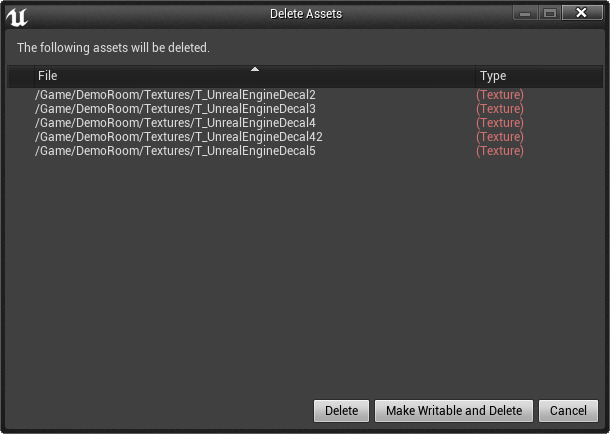 Delete Assets
The following assets will be deleted.
File Type
/Game/DemoRoom/Textures/T_UnrealEngineDecal2 (Texture)
/Game/DemoRoom/Textures/T_UnrealEngineDecal3 (Texture)
/Game/DemoRoom/Textures/T_UnrealEngineDecal4 (Texture)
/Game/DemoRoom/Textures/T_UnrealEngineDecal42 (Texture)
/Game/DemoRoom/Textures/T_UnrealEngineDecal5 (Texture)
Delete Make Writable and Delete Cancel